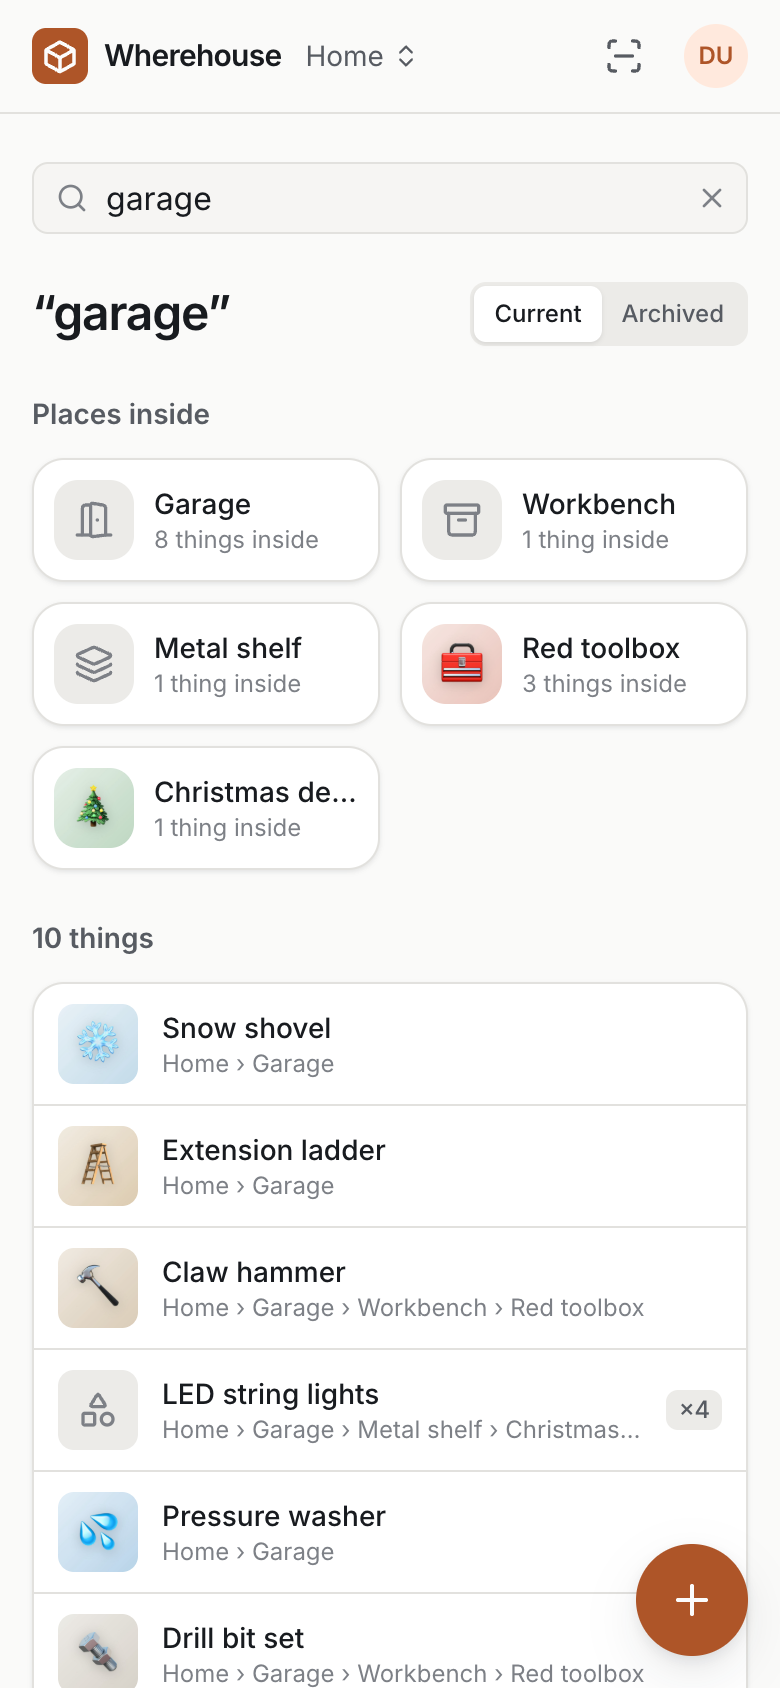 Wherehouse Home DU
garage
“garage” Current Archived
Places inside
Garage
8 things inside
Workbench
1 thing inside
Metal shelf
1 thing inside
Red toolbox
3 things inside
Christmas de...
1 thing inside
10 things
Snow shovel
Home › Garage
Extension ladder
Home › Garage
Claw hammer
Home › Garage › Workbench › Red toolbox
LED string lights
Home › Garage › Metal shelf › Christmas...
×4
Pressure washer
Home › Garage
Drill bit set
Home › Garage › Workbench › Red toolbox